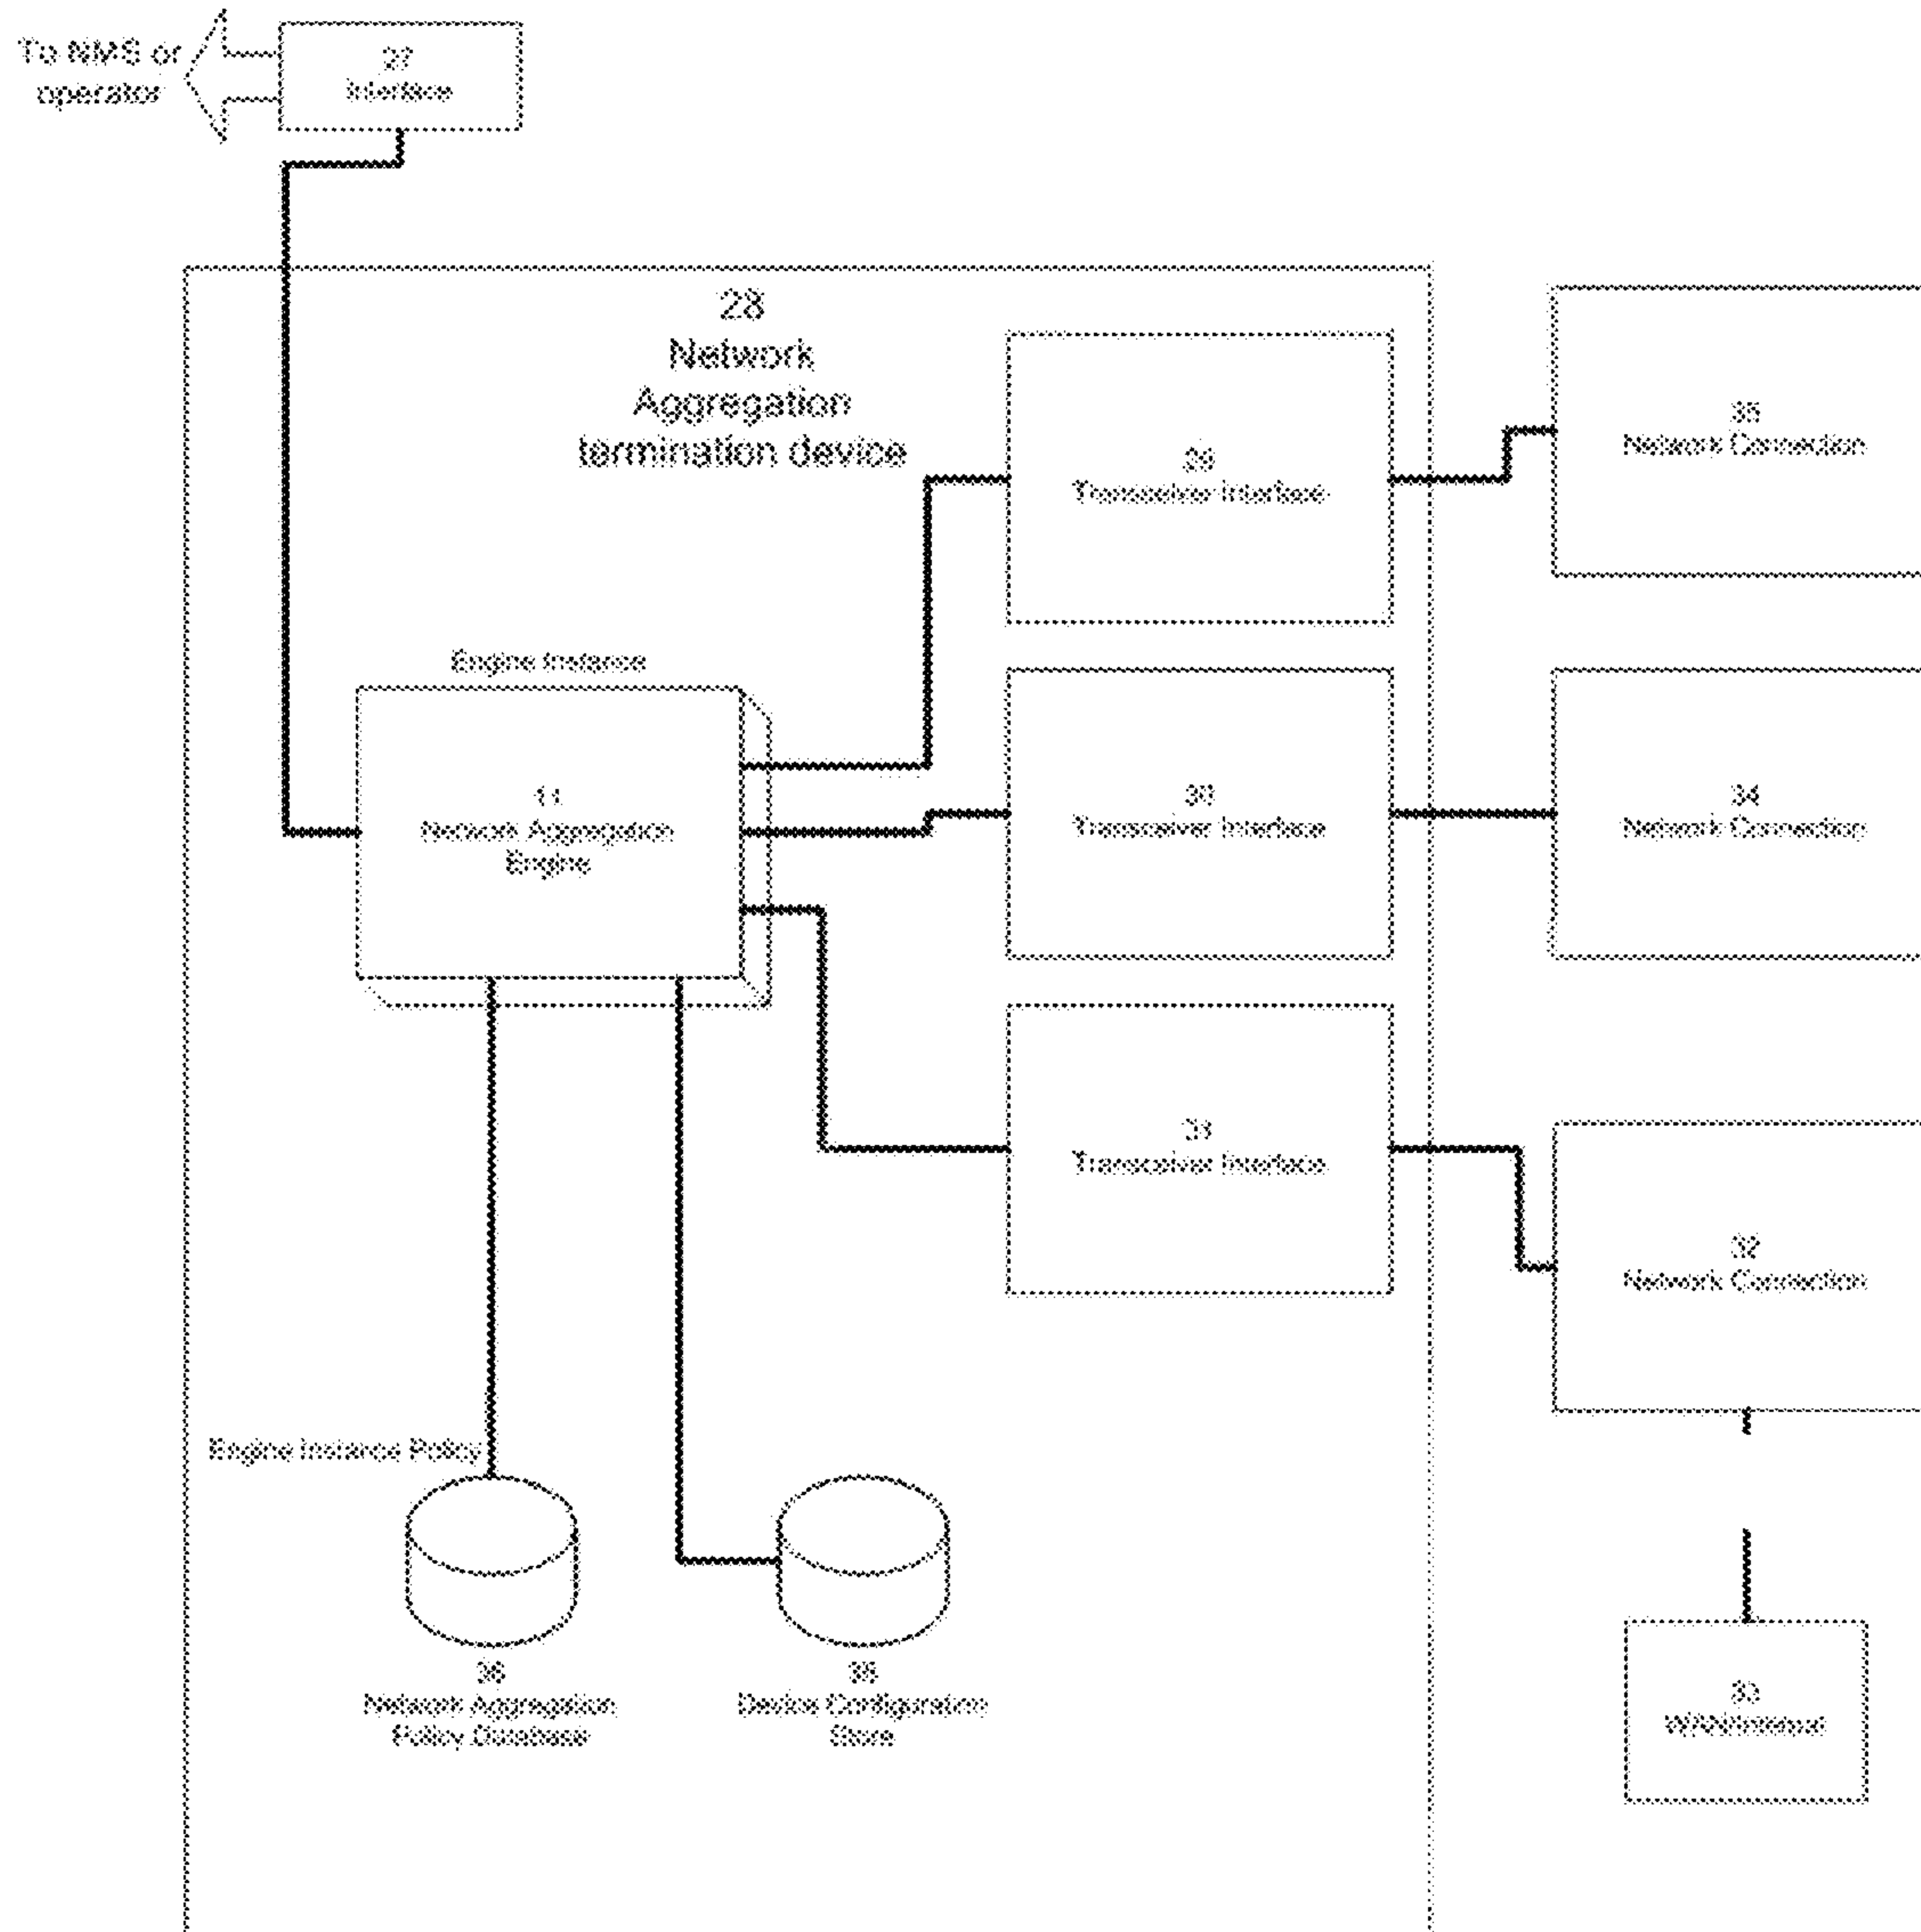 To NMS or
operator
27
Interface
28
Network
Aggregation
termination device
Transceiver Interface
35
Network Connection
Engine Instance
11
Network Aggregation
Engine
30
Transceiver Interface
34
Network Connection
31
Transceiver Interface
32
Network Connection
Engine Instance Policy
36
Network Aggregation
Policy Database
Device Configuration
Store
33
WAN/Internet